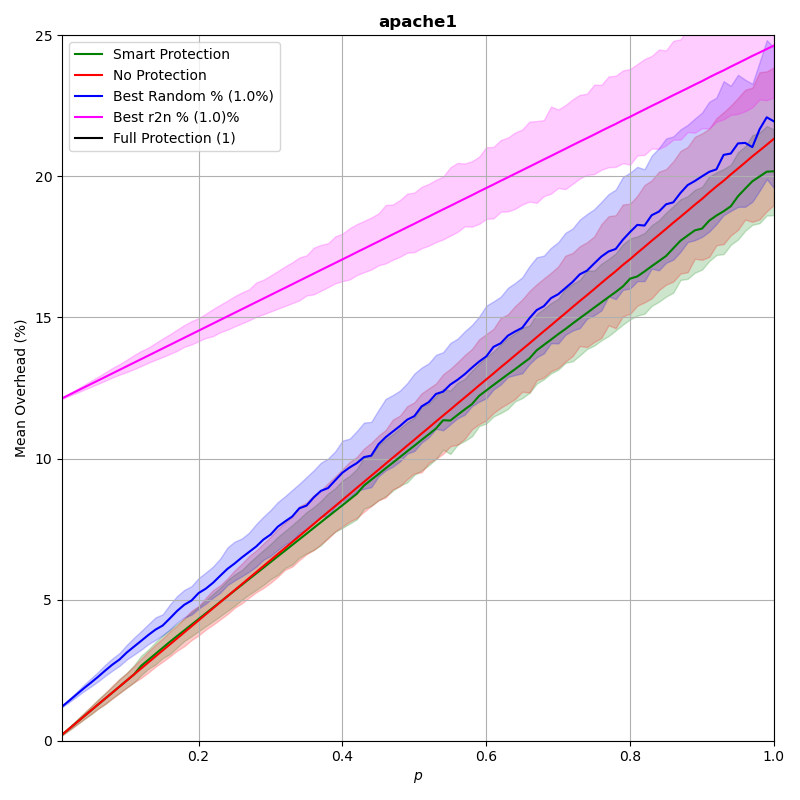 apache1
Smart Protection
No Protection
Best Random % (1.0%)
Best r2n % (1.0)%
Full Protection (1)
Mean Overhead (%)
25
20
15
10
5
0
0.2 0.4 0.6 0.8 1.0
p